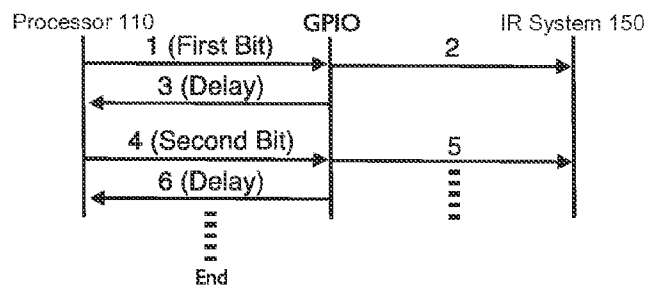 Processor 110 GPIO IR System 150
1 (First Bit) 2
3 (Delay)
4 (Second Bit) 5
6 (Delay)
End